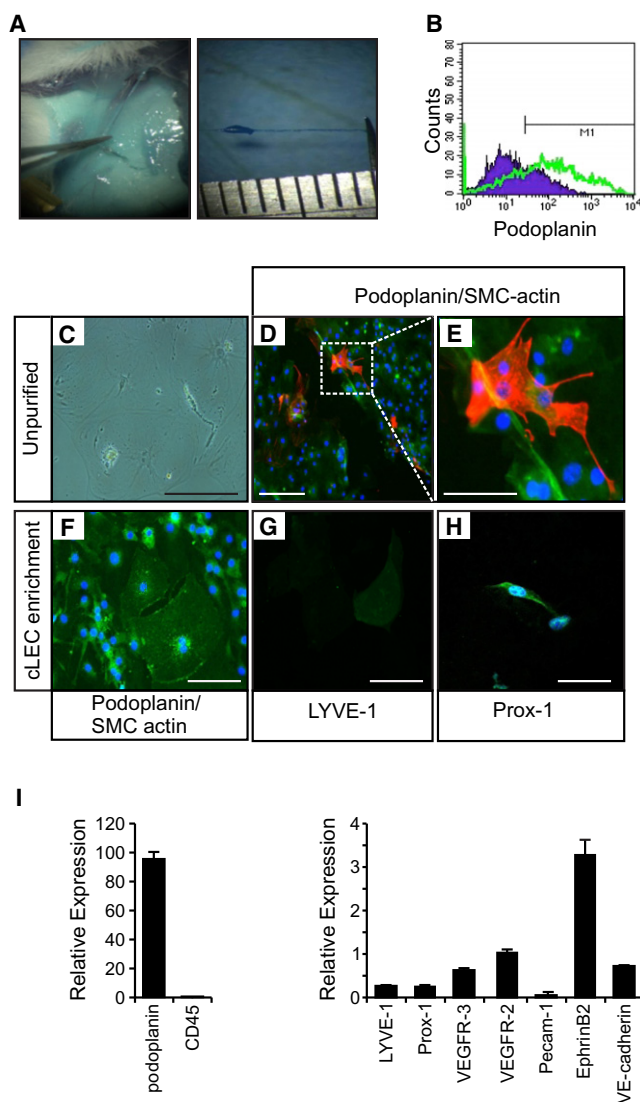 A
B
Counts
80
70
60
50
40
30
20
10
0
M1
10⁰ 10¹ 10² 10³ 10⁴
Podoplanin
Podoplanin/SMC-actin
Unpurified
C
D
E
cLEC enrichment
F
G
H
Podoplanin/
SMC actin
LYVE-1
Prox-1
I
Relative Expression
120
100
80
60
40
20
0
podoplanin
CD45
Relative Expression
4
3
2
1
0
LYVE-1
Prox-1
VEGFR-3
VEGFR-2
Pecam-1
EphrinB2
VE-cadherin